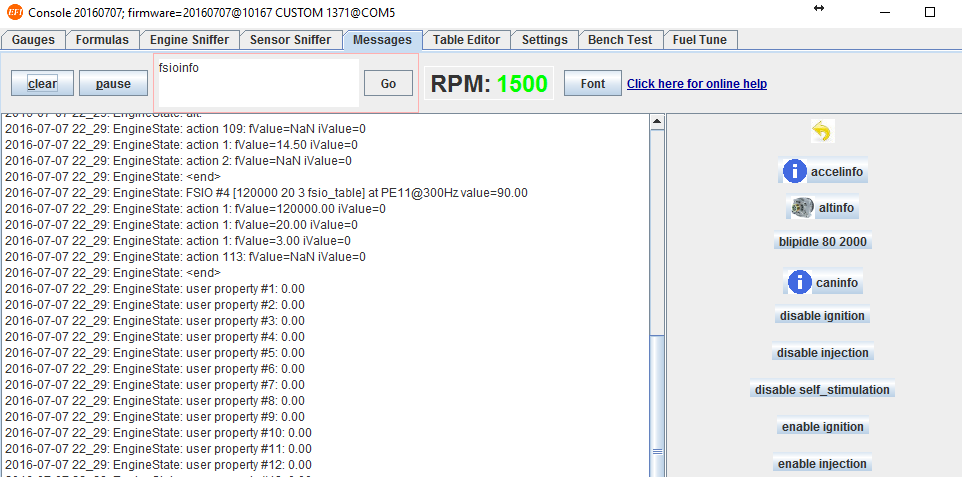 EFI Console 20160707; firmware=20160707@10167 CUSTOM 1371@COM5
Gauges Formulas Engine Sniffer Sensor Sniffer Messages Table Editor Settings Bench Test Fuel Tune
clear pause fsioinfo Go RPM: 1500 Font Click here for online help
2016-07-07 22_29: EngineState: alt:
2016-07-07 22_29: EngineState: action 109: fValue=NaN iValue=0
2016-07-07 22_29: EngineState: action 1: fValue=14.50 iValue=0
2016-07-07 22_29: EngineState: action 2: fValue=NaN iValue=0
2016-07-07 22_29: EngineState: <end>
2016-07-07 22_29: EngineState: FSIO #4 [120000 20 3 fsio_table] at PE11@300Hz value=90.00
2016-07-07 22_29: EngineState: action 1: fValue=120000.00 iValue=0
2016-07-07 22_29: EngineState: action 1: fValue=20.00 iValue=0
2016-07-07 22_29: EngineState: action 1: fValue=3.00 iValue=0
2016-07-07 22_29: EngineState: action 113: fValue=NaN iValue=0
2016-07-07 22_29: EngineState: <end>
2016-07-07 22_29: EngineState: user property #1: 0.00
2016-07-07 22_29: EngineState: user property #2: 0.00
2016-07-07 22_29: EngineState: user property #3: 0.00
2016-07-07 22_29: EngineState: user property #4: 0.00
2016-07-07 22_29: EngineState: user property #5: 0.00
2016-07-07 22_29: EngineState: user property #6: 0.00
2016-07-07 22_29: EngineState: user property #7: 0.00
2016-07-07 22_29: EngineState: user property #8: 0.00
2016-07-07 22_29: EngineState: user property #9: 0.00
2016-07-07 22_29: EngineState: user property #10: 0.00
2016-07-07 22_29: EngineState: user property #11: 0.00
2016-07-07 22_29: EngineState: user property #12: 0.00
accelinfo
altinfo
blipidle 80 2000
caninfo
disable ignition
disable injection
disable self_stimulation
enable ignition
enable injection